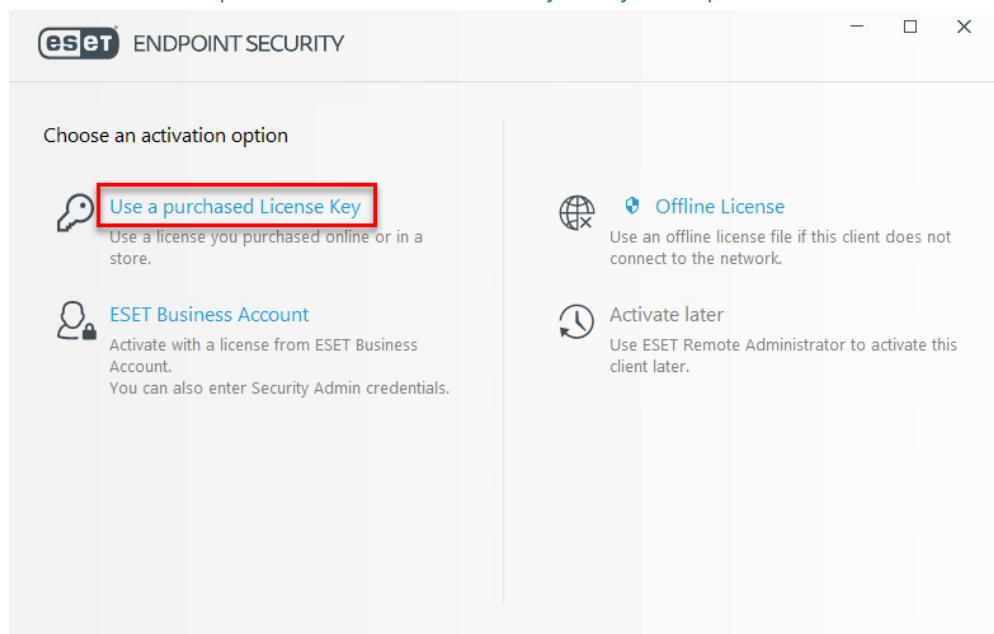 eset ENDPOINT SECURITY
Choose an activation option
Use a purchased License Key
Use a license you purchased online or in a
store.
ESET Business Account
Activate with a license from ESET Business
Account.
You can also enter Security Admin credentials.
Offline License
Use an offline license file if this client does not
connect to the network.
Activate later
Use ESET Remote Administrator to activate this
client later.